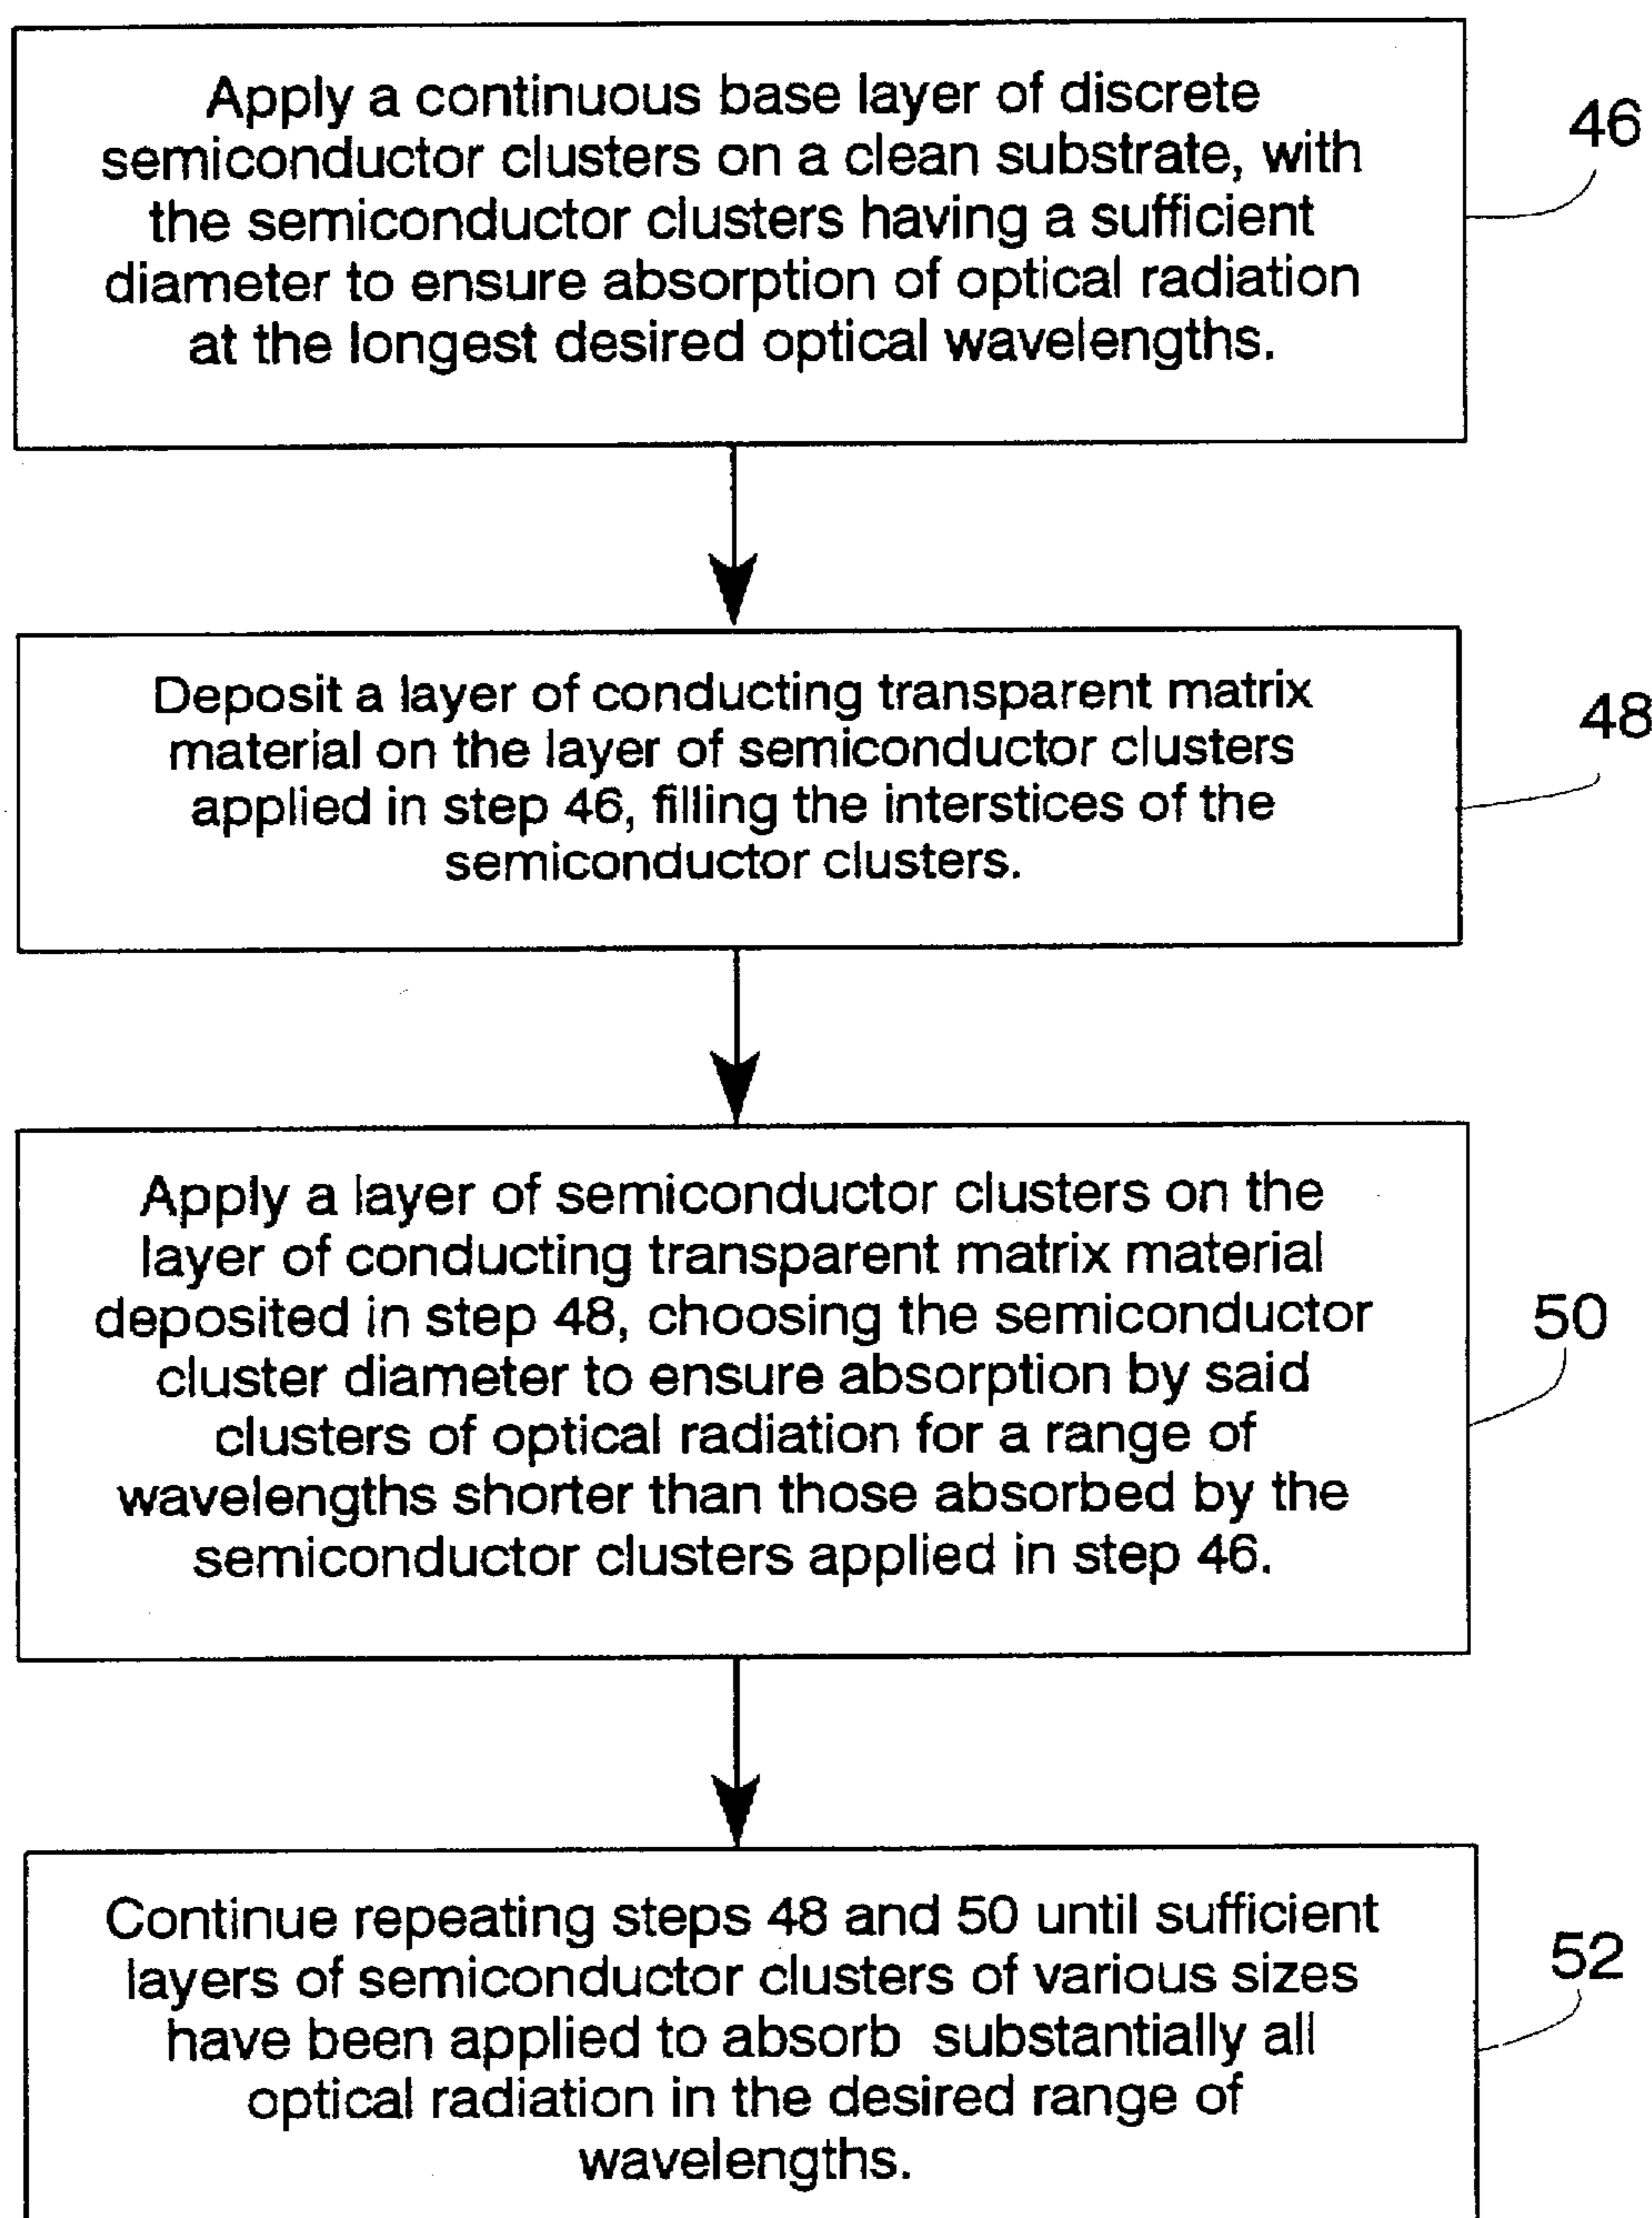 Apply a continuous base layer of discrete
semiconductor clusters on a clean substrate, with
the semiconductor clusters having a sufficient
diameter to ensure absorption of optical radiation
at the longest desired optical wavelengths.
46
Deposit a layer of conducting transparent matrix
material on the layer of semiconductor clusters
applied in step 46, filling the interstices of the
semiconductor clusters.
48
Apply a layer of semiconductor clusters on the
layer of conducting transparent matrix material
deposited in step 48, choosing the semiconductor
cluster diameter to ensure absorption by said
clusters of optical radiation for a range of
wavelengths shorter than those absorbed by the
semiconductor clusters applied in step 46.
50
Continue repeating steps 48 and 50 until sufficient
layers of semiconductor clusters of various sizes
have been applied to absorb substantially all
optical radiation in the desired range of
wavelengths.
52